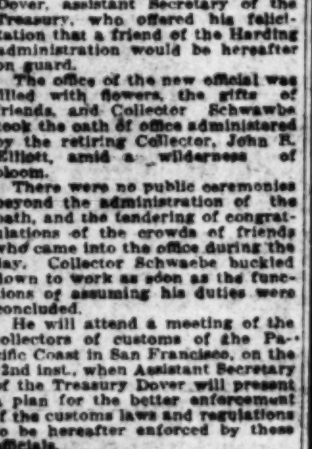 Dover, assistant Secretary of the
Treasury, who offered his felici-
tation that a friend of the Harding
administration would be hereafter
on guard.
The office of the new official was
filled with flowers, the gifts of
friends, and Collector Schwawbe
took the oath of office administered
by the retiring Collector, John R.
Elliott, amid a wilderness of
bloom.
There were no public ceremonies
beyond the administration of the
oath, and the tendering of congrat-
ulations of the crowds of friends
who came into the office during the
day. Collector Schwaebe buckled
down to work as soon as the func-
tions of assuming his duties were
concluded.
He will attend a meeting of the
collectors of customs of the Pa-
cific Coast in San Francisco, on the
22nd inst., when Assistant Secretary
of the Treasury Dover will present
a plan for the better enforcement
of the customs laws and regulations
to be hereafter enforced by these
officials.